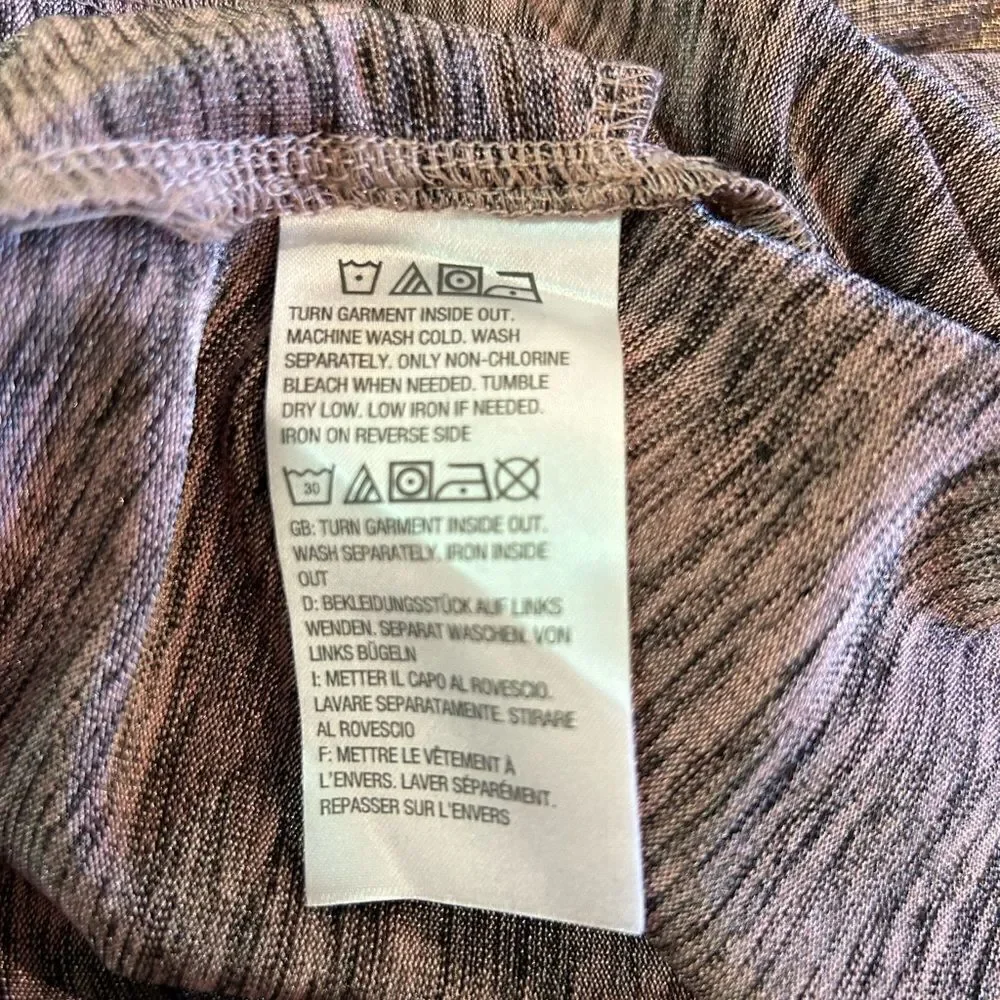 TURN GARMENT INSIDE OUT.
MACHINE WASH COLD. WASH
SEPARATELY. ONLY NON-CHLORINE
BLEACH WHEN NEEDED. TUMBLE
DRY LOW. LOW IRON IF NEEDED.
IRON ON REVERSE SIDE
30
GB: TURN GARMENT INSIDE OUT.
WASH SEPARATELY. IRON INSIDE
OUT
D: BEKLEIDUNGSSTÜCK AUF LINKS
WENDEN. SEPARAT WASCHEN. VON
LINKS BÜGELN
I: METTER IL CAPO AL ROVESCIO.
LAVARE SEPARATAMENTE. STIRARE
AL ROVESCIO
F: METTRE LE VÊTEMENT À
L'ENVERS. LAVER SÉPARÉMENT.
REPASSER SUR L'ENVERS